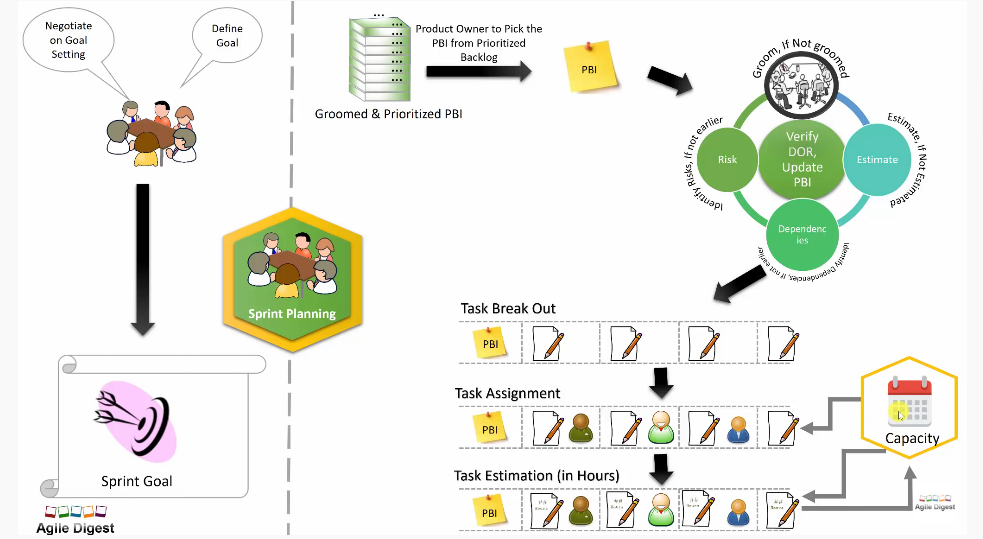 Negotiate
on Goal
Setting
Define
Goal
Sprint Goal
Agile Digest
Sprint Planning
Product Owner to Pick the
PBI from Prioritized
Backlog
Groomed & Prioritized PBI
PBI
Groom, If Not groomed
Estimate, If Not Estimated
Identify Dependencies, If not earlier
Identify Risks, If not earlier
Verify
DOR,
Update
PBI
Risk
Estimate
Dependenc
ies
Task Break Out
PBI
Task Assignment
PBI
Task Estimation (in Hours)
PBI
Capacity
Agile Digest